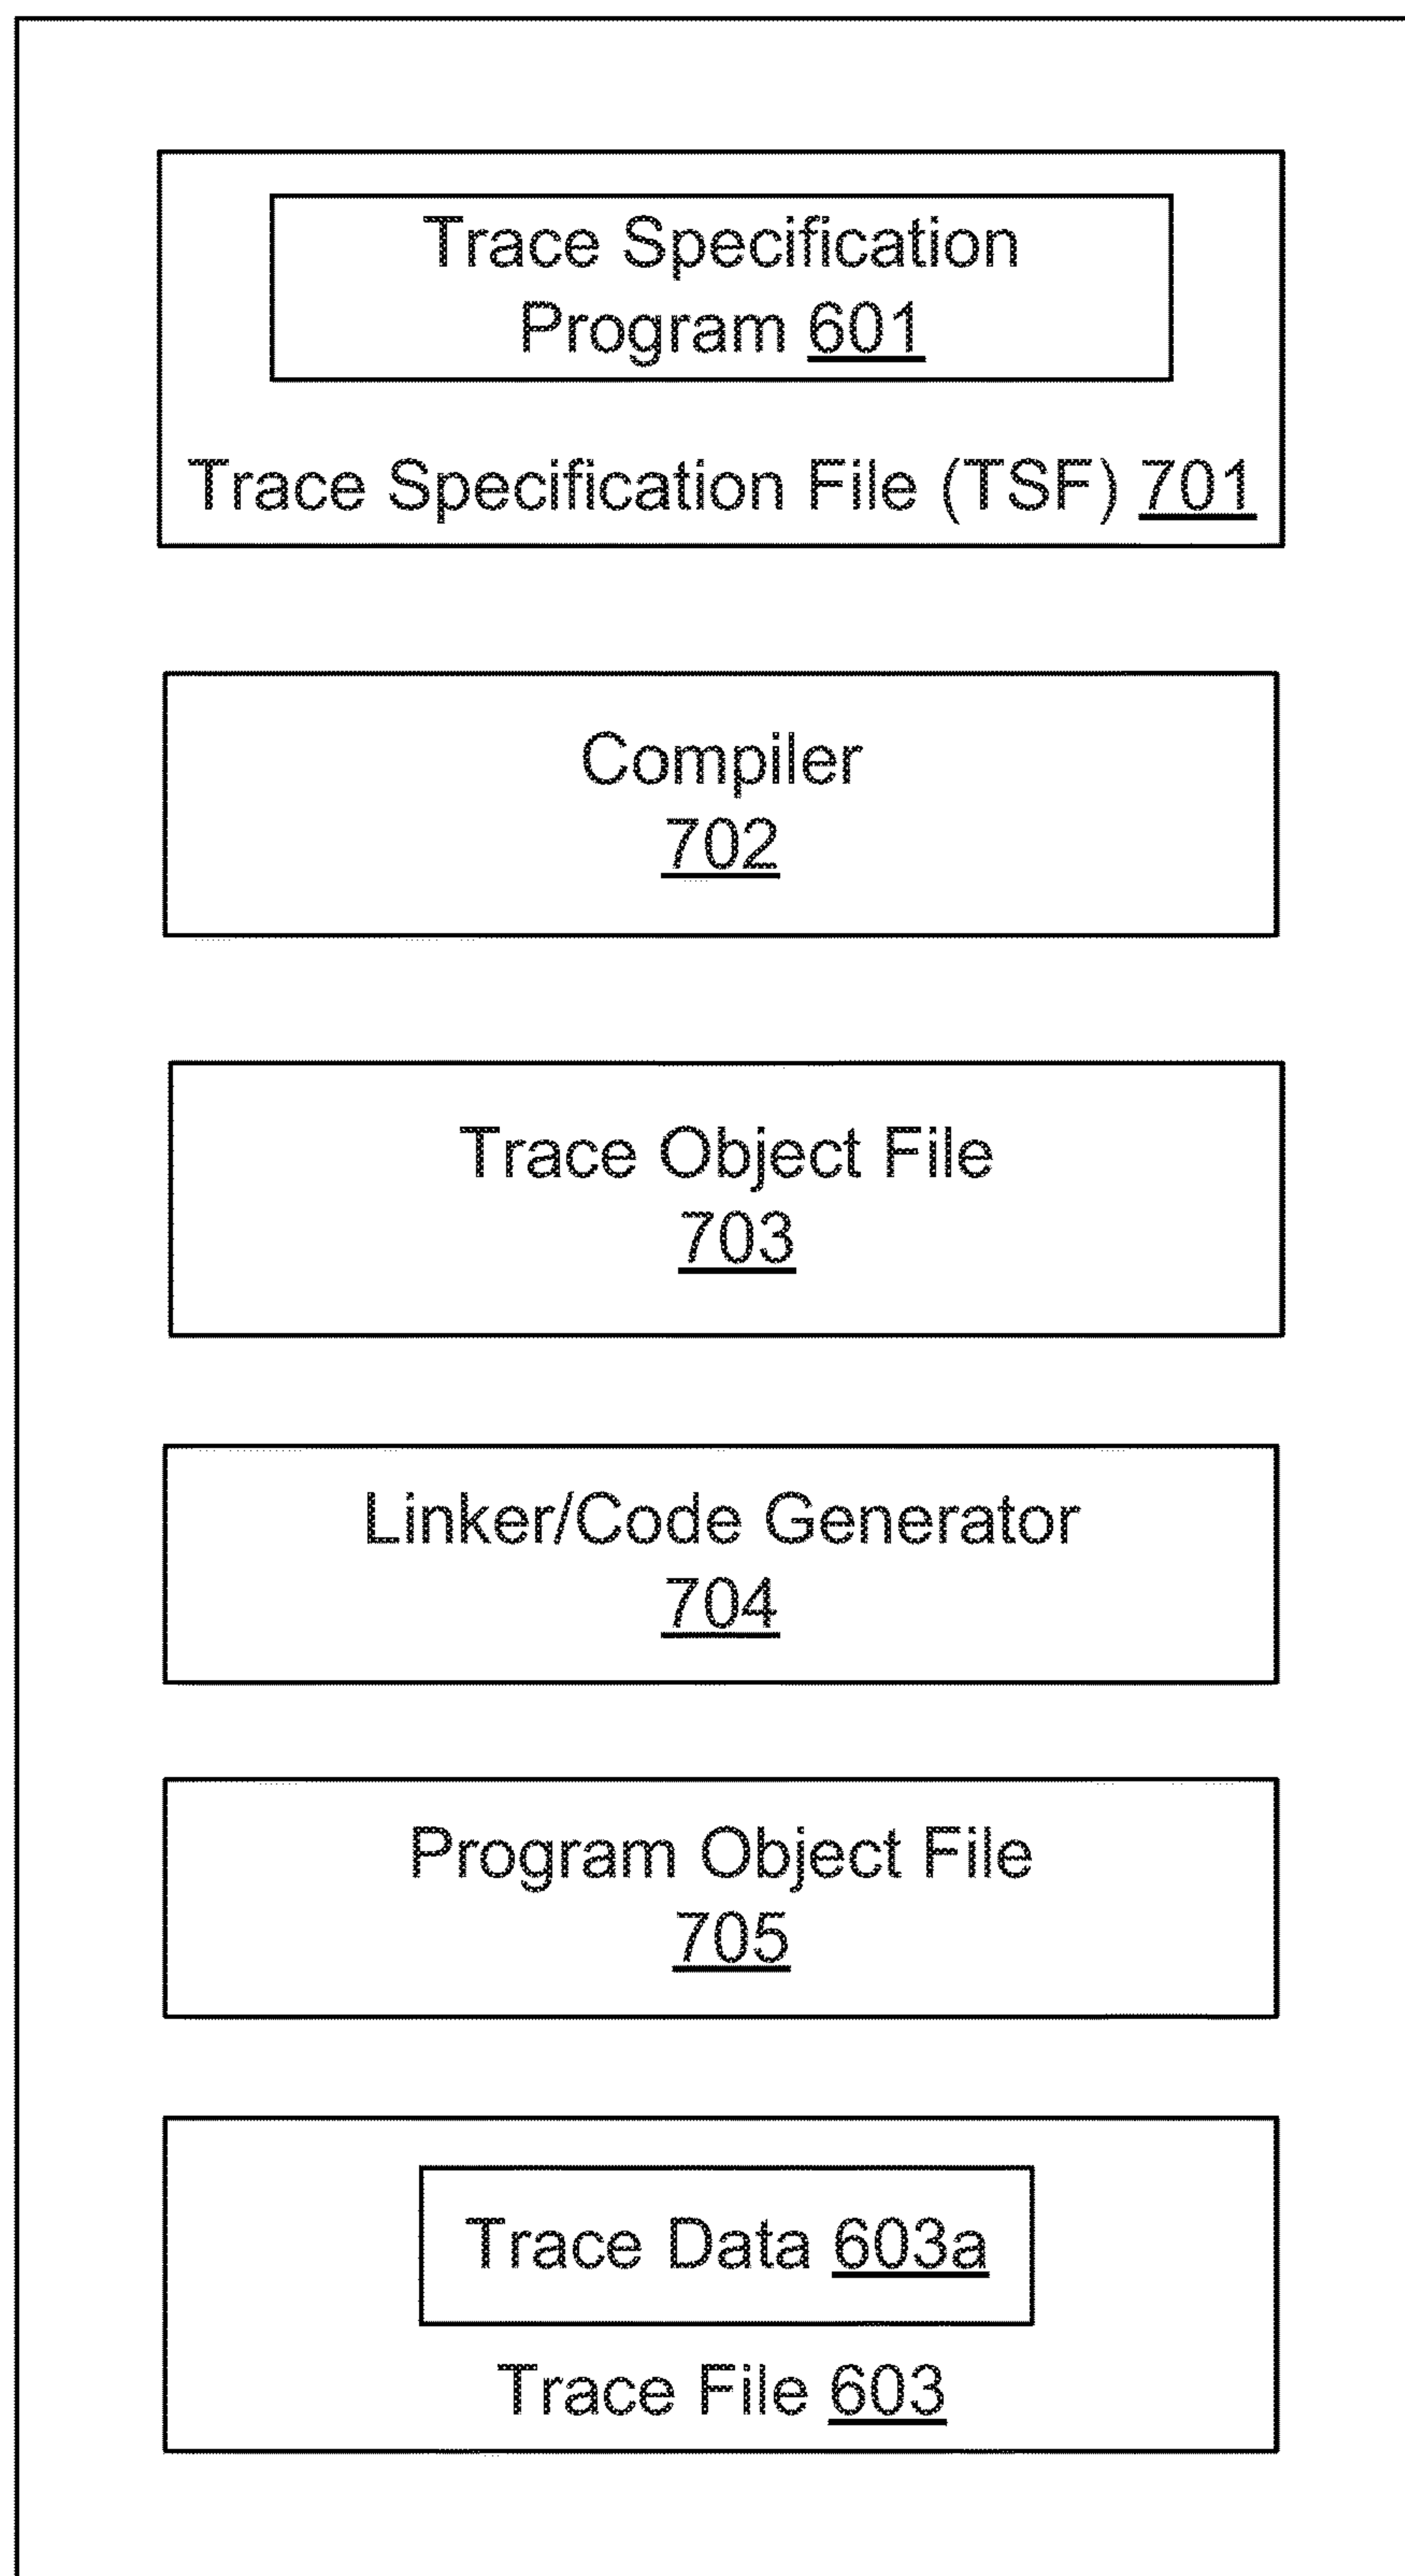 Trace Specification
Program 601
Trace Specification File (TSF) 701
Compiler
702
Trace Object File
703
Linker/Code Generator
704
Program Object File
705
Trace Data 603a
Trace File 603